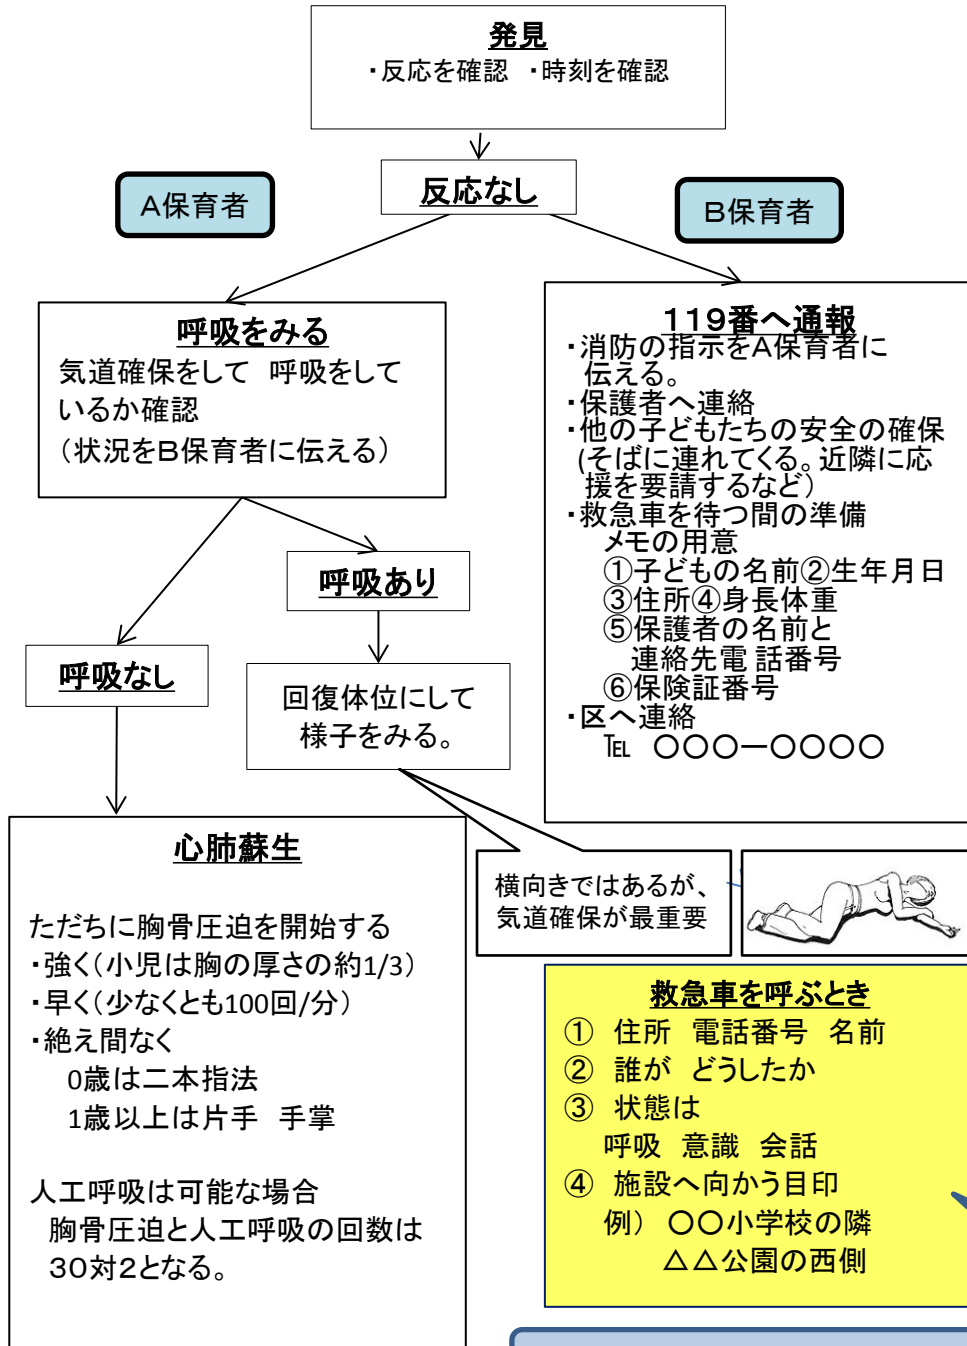 発見
・反応を確認　・時刻を確認
反応なし
A保育者
B保育者
呼吸をみる
気道確保をして　呼吸をして
いるか確認
（状況をB保育者に伝える）
呼吸あり
呼吸なし
回復体位にして
様子をみる。
119番へ通報
・消防の指示をA保育者に
伝える。
・保護者へ連絡
・他の子どもたちの安全の確保
(そばに連れてくる。近隣に応
援を要請するなど）
・救急車を待つ間の準備
メモの用意
①子どもの名前②生年月日
③住所④身長体重
⑤保護者の名前と
連絡先電 話番号
⑥保険証番号
・区へ連絡
℡　〇〇〇ー〇〇〇〇
横向きではあるが、
気道確保が最重要
心肺蘇生
ただちに胸骨圧迫を開始する
・強く（小児は胸の厚さの約1/3）
・早く（少なくとも100回/分）
・絶え間なく
0歳は二本指法
1歳以上は片手　手掌
人工呼吸は可能な場合
胸骨圧迫と人工呼吸の回数は
30対2となる。
救急車を呼ぶとき
①　住所　電話番号　名前
②　誰が　どうしたか
③　状態は
呼吸　意識　会話
④　施設へ向かう目印
例）　〇〇小学校の隣
△△公園の西側